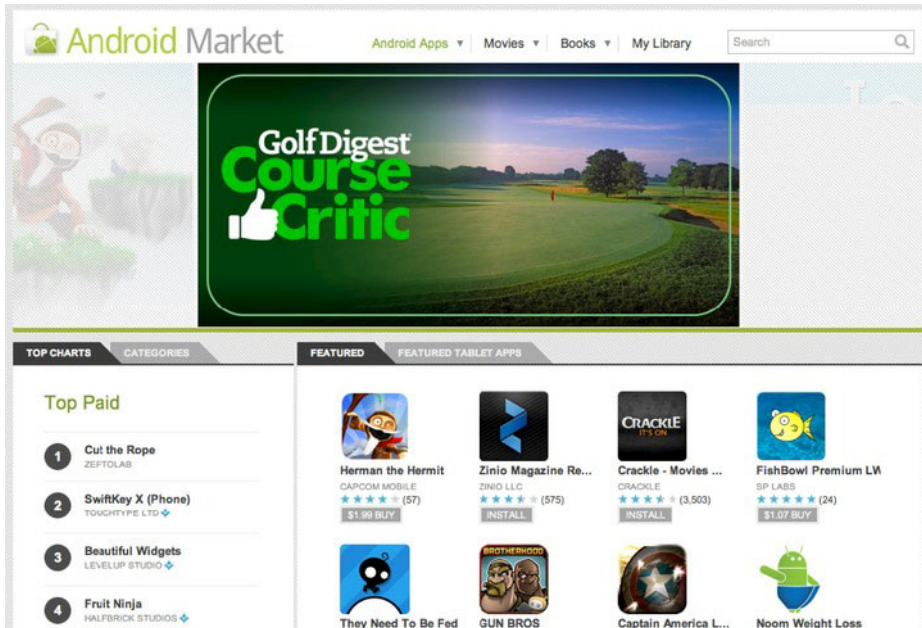 Android Market
Android Apps
Movies
Books
My Library
Search
Golf Digest
Course
Critic
TOP CHARTS
CATEGORIES
FEATURED
FEATURED TABLET APPS
Top Paid
1
Cut the Rope
ZEFTOLAB
2
SwiftKey X (Phone)
TOUCHTYPE LTD
3
Beautiful Widgets
LEVELUP STUDIO
4
Fruit Ninja
HALFBRICK STUDIOS
Herman the Hermit
CAPCOM MOBILE
(57)
$1.99 BUY
Zinio Magazine Re...
ZINIO LLC
(575)
INSTALL
CRACKLE
IT'S ON
Crackle - Movies ...
CRACKLE
(3,503)
INSTALL
FishBowl Premium LW
SP LABS
(24)
$1.07 BUY
They Need To Be Fed
BROTHERHOOD
GUN BROS
Captain America L...
Noom Weight Loss